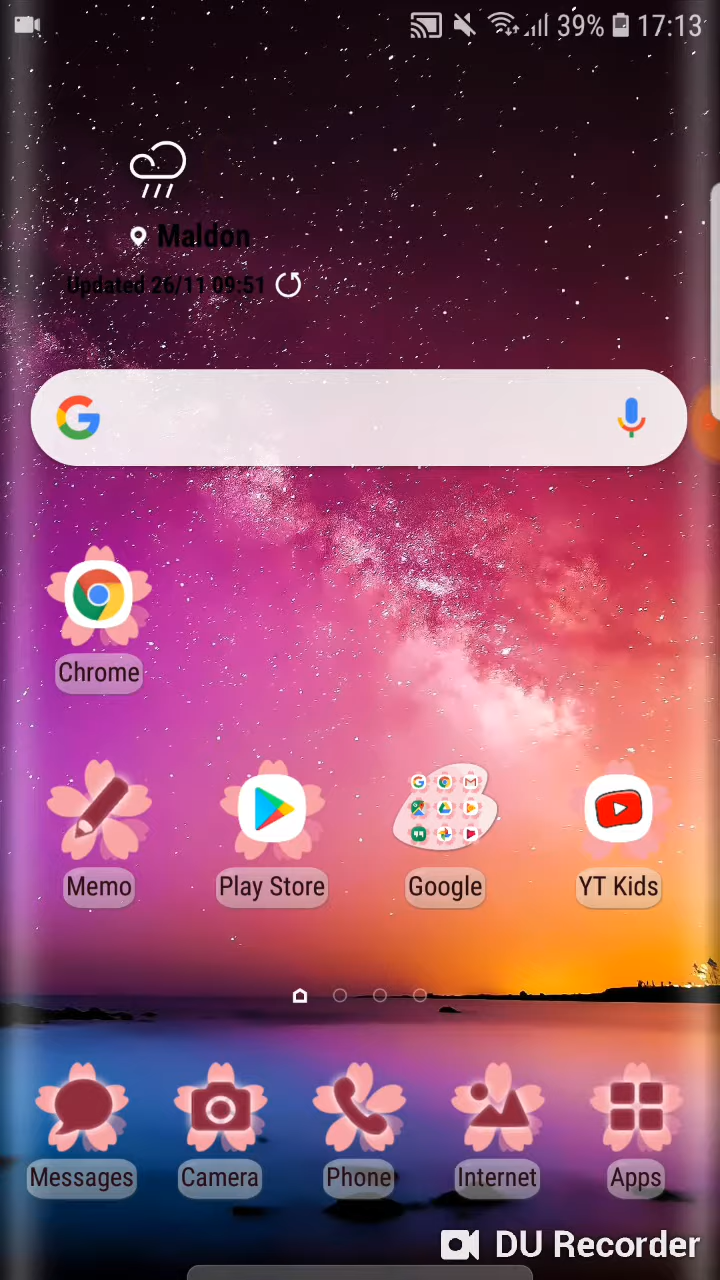 39% 17:13
Maldon
Updated 26/11 09:51
Chrome
Memo Play Store Google YT Kids
Messages Camera Phone Internet Apps
DU Recorder